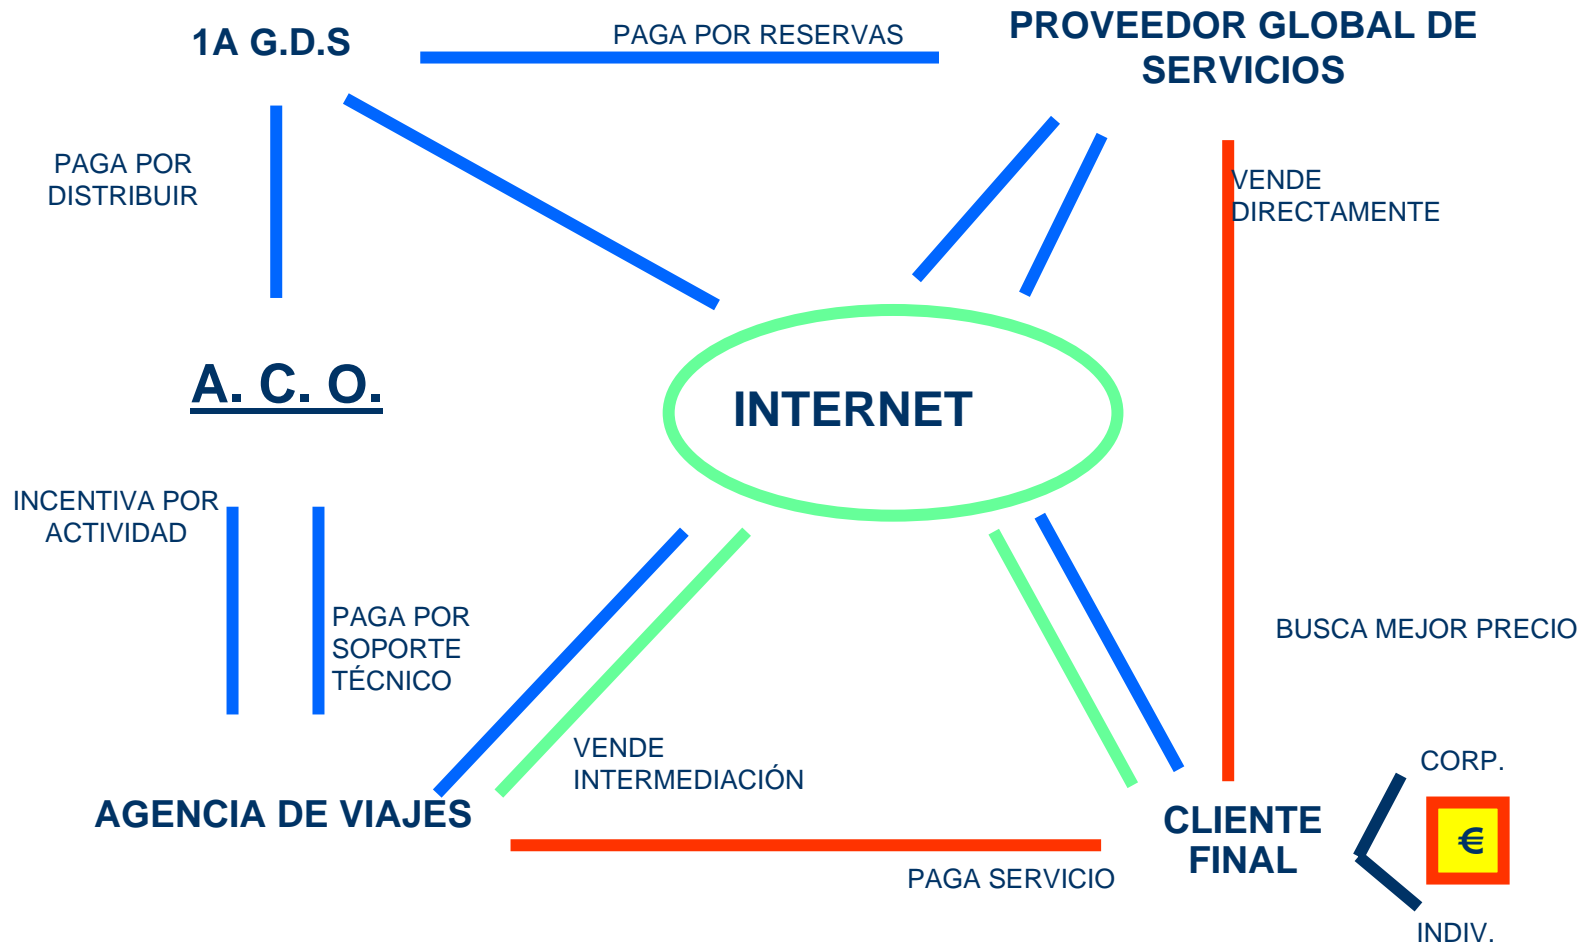 1A G.D.S
PAGA POR RESERVAS
PROVEEDOR GLOBAL DE
SERVICIOS
PAGA POR
DISTRIBUIR
VENDE
DIRECTAMENTE
A. C. O.
INTERNET
INCENTIVA POR
ACTIVIDAD
PAGA POR
SOPORTE
TÉCNICO
BUSCA MEJOR PRECIO
VENDE
INTERMEDIACIÓN
CORP.
AGENCIA DE VIAJES
CLIENTE
FINAL
€
PAGA SERVICIO
INDIV.